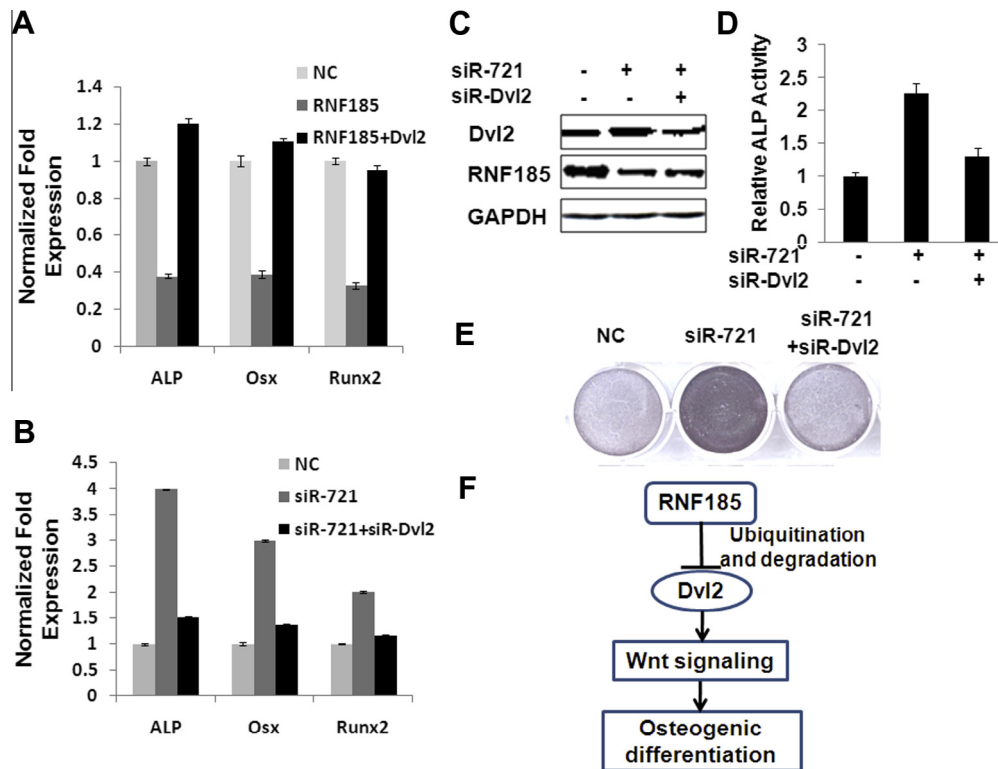 A
Normalized Fold
Expression
1.4
1.2
1
0.8
0.6
0.4
0.2
0
NC
RNF185
RNF185+Dvl2
ALP Osx Runx2
B
Normalized Fold
Expression
4.5
4
3.5
3
2.5
2
1.5
1
0.5
0
NC
siR-721
siR-721+siR-Dvl2
ALP Osx Runx2
C
siR-721 - + +
siR-Dvl2 - - +
Dvl2
RNF185
GAPDH
D
Relative ALP Activity
3
2.5
2
1.5
1
0.5
0
siR-721 - + +
siR-Dvl2 - - +
E
NC siR-721 siR-721
+siR-Dvl2
F
RNF185
Ubiquitination
and degradation
Dvl2
Wnt signaling
Osteogenic
differentiation